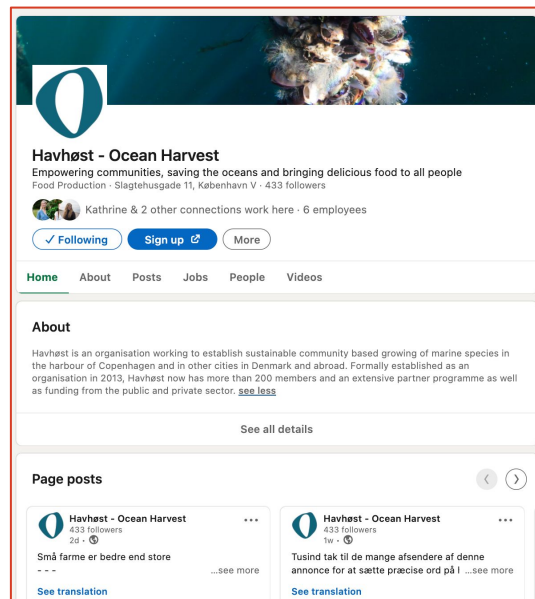 Havhøst - Ocean Harvest
Empowering communities, saving the oceans and bringing delicious food to all people
Food Production · Slagtehusgade 11, København V · 433 followers
Kathrine & 2 other connections work here · 6 employees
✓ Following
Sign up
More
Home About Posts Jobs People Videos
About
Havhøst is an organisation working to establish sustainable community based growing of marine species in
the harbour of Copenhagen and in other cities in Denmark and abroad. Formally established as an
organisation in 2013, Havhøst now has more than 200 members and an extensive partner programme as well
as funding from the public and private sector. see less
See all details
Page posts
Havhøst - Ocean Harvest
433 followers
2d •
Små farme er bedre end store
- - - ...see more
See translation
Havhøst - Ocean Harvest
433 followers
1w •
Tusind tak til de mange afsendere af denne
annonce for at sætte præcise ord på l ...see more
See translation